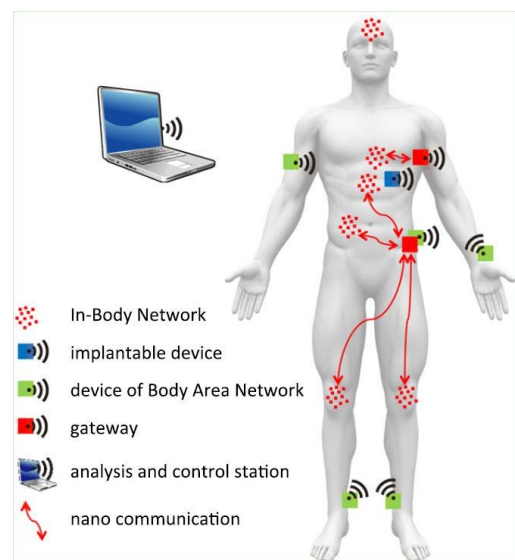 In-Body Network
implantable device
device of Body Area Network
gateway
analysis and control station
nano communication